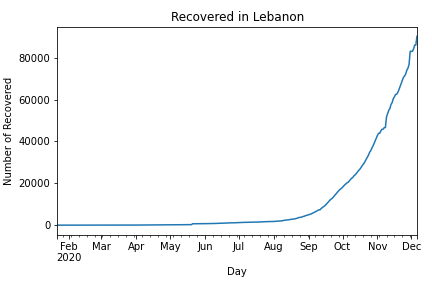 Recovered in Lebanon
Number of Recovered
80000
60000
40000
20000
0
Feb Mar Apr May Jun Jul Aug Sep Oct Nov Dec
2020
Day